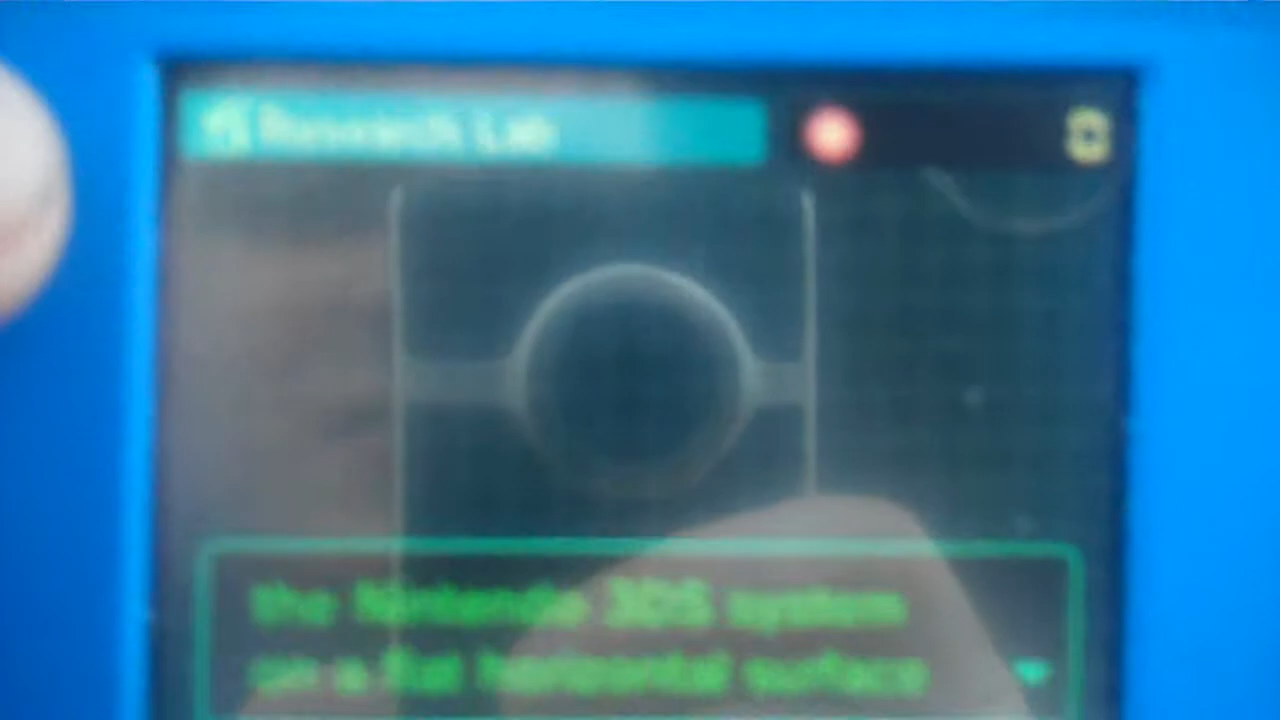 Research Lab
the Nintendo 3DS system
on a flat horizontal surface